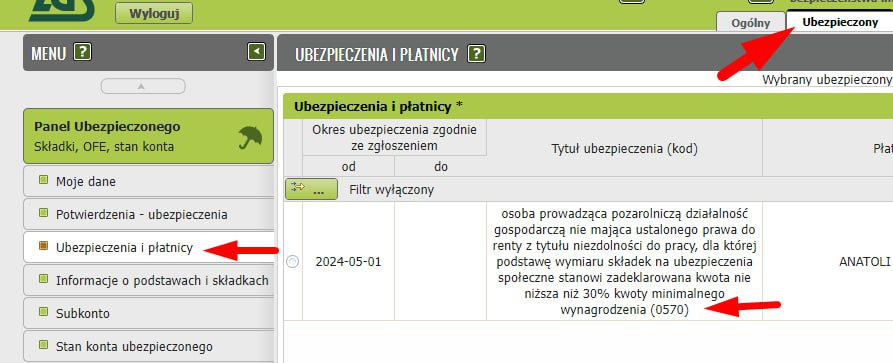 ZUS
Wyloguj
Ogólny
Ubezpieczony
MENU ?
UBEZPIECZENIA I PŁATNICY ?
Wybrany ubezpieczony
Panel Ubezpieczonego
Składki, OFE, stan konta
Moje dane
Potwierdzenia - ubezpieczenia
Ubezpieczenia i płatnicy
Informacje o podstawach i składkach
Subkonto
Stan konta ubezpieczonego
Ubezpieczenia i płatnicy *
Okres ubezpieczenia zgodnie
ze zgłoszeniem
od
do
Tytuł ubezpieczenia (kod)
Płat
...
Filtr wyłączony
2024-05-01
osoba prowadząca pozarolniczą działalność
gospodarczą nie mająca ustalonego prawa do
renty z tytułu niezdolności do pracy, dla której
podstawę wymiaru składek na ubezpieczenia
społeczne stanowi zadeklarowana kwota nie
niższa niż 30% kwoty minimalnego
wynagrodzenia (0570)
ANATOLI